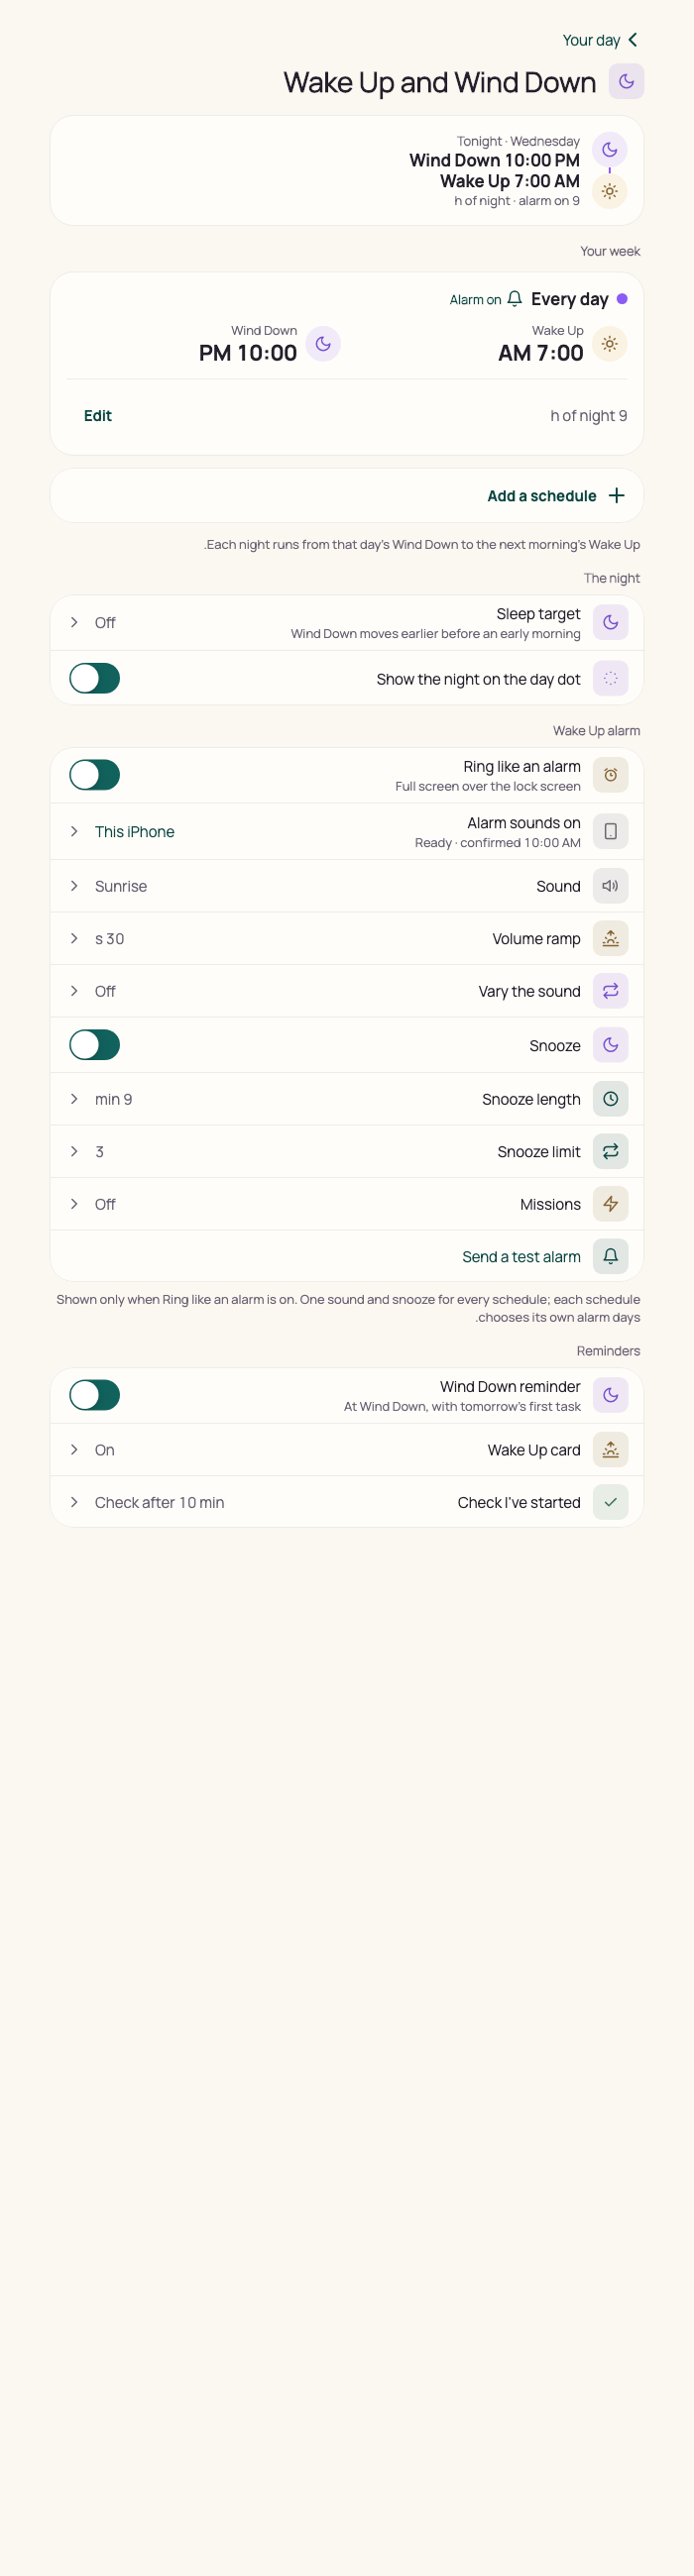 Your day
Wake Up and Wind Down
Tonight · Wednesday
Wind Down 10:00 PM
Wake Up 7:00 AM
h of night · alarm on 9
Your week
Every day
Alarm on
Wake Up
AM 7:00
Wind Down
PM 10:00
h of night 9
Edit
Add a schedule
.Each night runs from that day's Wind Down to the next morning's Wake Up
The night
Sleep target
Wind Down moves earlier before an early morning
Off
Show the night on the day dot
Wake Up alarm
Ring like an alarm
Full screen over the lock screen
Alarm sounds on
Ready · confirmed 10:00 AM
This iPhone
Sound
Sunrise
Volume ramp
s 30
Vary the sound
Off
Snooze
Snooze length
min 9
Snooze limit
3
Missions
Off
Send a test alarm
Shown only when Ring like an alarm is on. One sound and snooze for every schedule; each schedule
.chooses its own alarm days
Reminders
Wind Down reminder
At Wind Down, with tomorrow's first task
Wake Up card
On
Check I've started
Check after 10 min